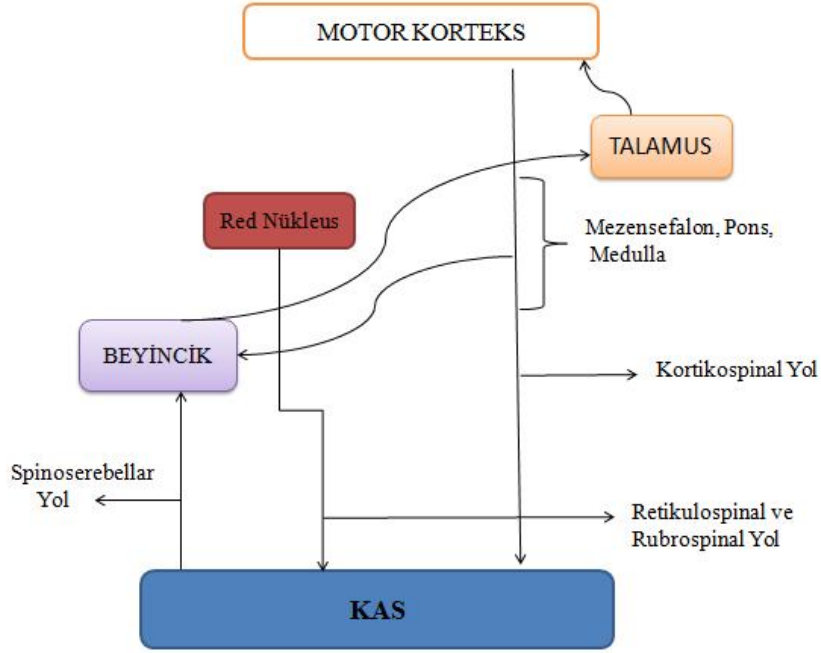 MOTOR KORTEKS
TALAMUS
Red Nükleus
Mezensefalon, Pons,
Medulla
BEYİNCİK
Kortikospinal Yol
Spinoserebellar
Yol
Retikulospinal ve
Rubrospinal Yol
KAS